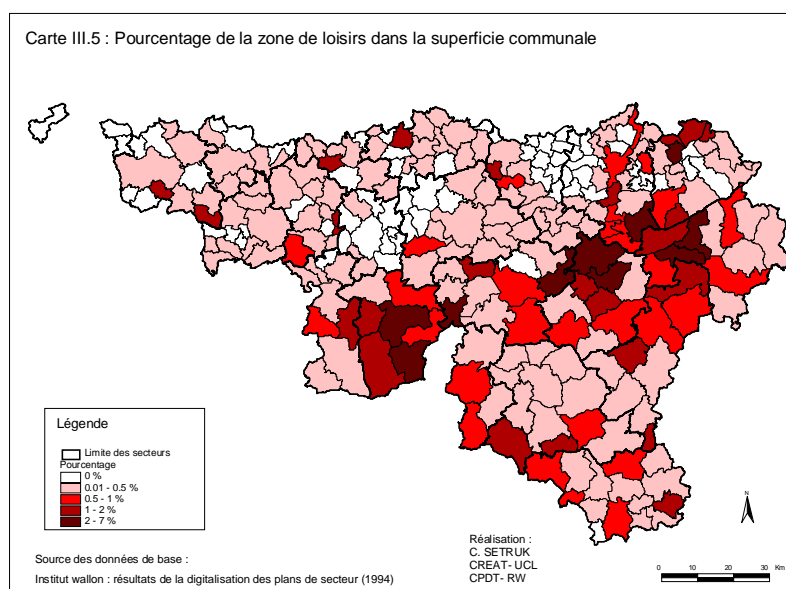 Carte III.5 : Pourcentage de la zone de loisirs dans la superficie communale
Légende
Limite des secteurs
Pourcentage
0 %
0.01 - 0.5 %
0.5 - 1 %
1 - 2 %
2 - 7 %
Source des données de base :
Institut wallon : résultats de la digitalisation des plans de secteur (1994)
Réalisation :
C. SETRUK
CREAT- UCL
CPDT- RW
N
0 10 20 30 Km